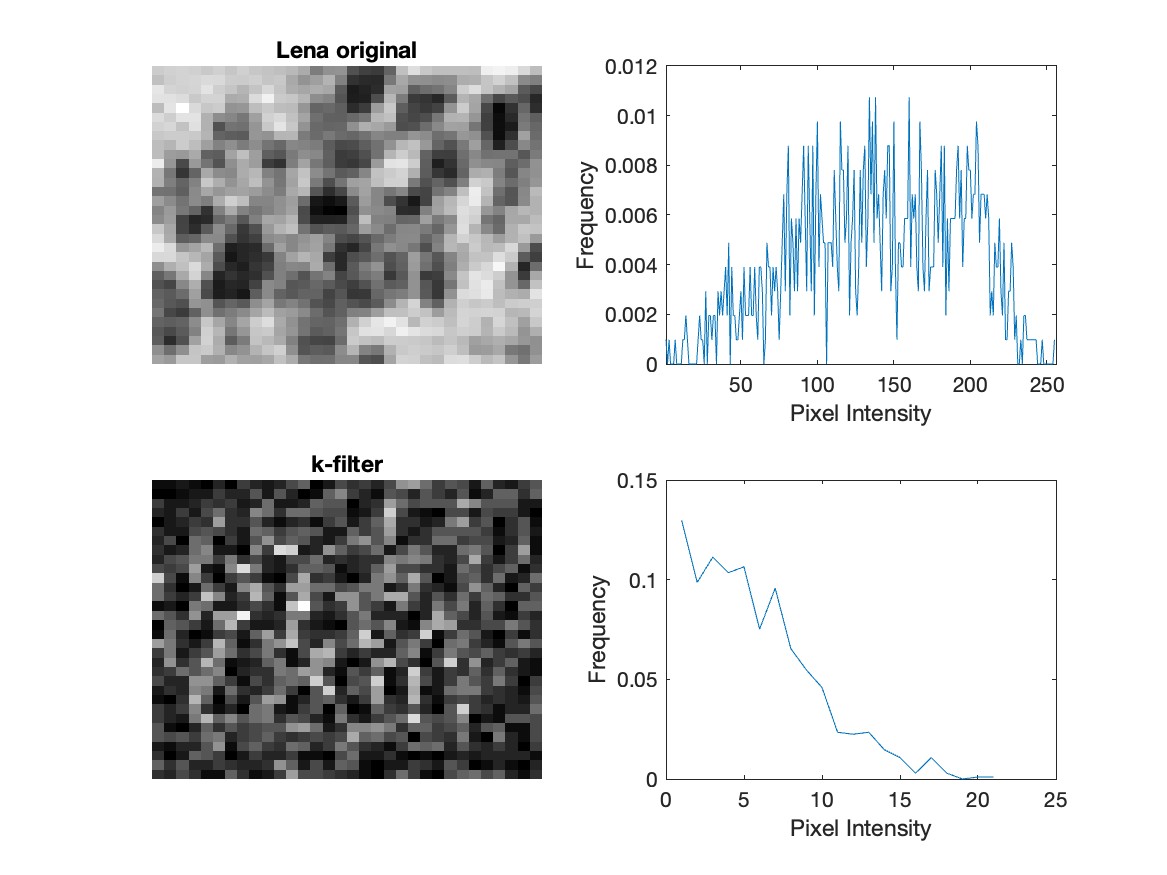 Lena original
0.012
0.01
0.008
0.006
0.004
0.002
0
Frequency
50 100 150 200 250
Pixel Intensity
k-filter
0.15
0.1
0.05
0
Frequency
0 5 10 15 20 25
Pixel Intensity